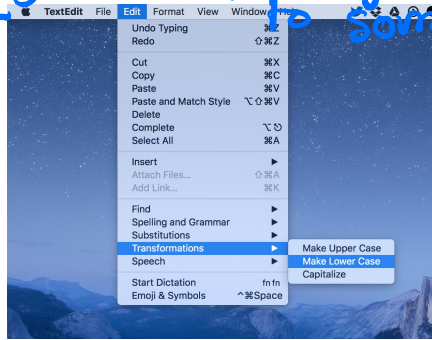 TextEdit File Edit Format View Window
Undo Typing ⌘Z
Redo ⇧⌘Z
Cut ⌘X
Copy ⌘C
Paste ⌘V
Paste and Match Style ⌥⇧⌘V
Delete
Complete ⌥⎋
Select All ⌘A
Insert ▶
Attach Files... ⇧⌘A
Add Link... ⌘K
Find ▶
Spelling and Grammar ▶
Substitutions ▶
Transformations ▶
Make Upper Case
Make Lower Case
Capitalize
Speech ▶
Start Dictation fn fn
Emoji & Symbols ^⌘Space